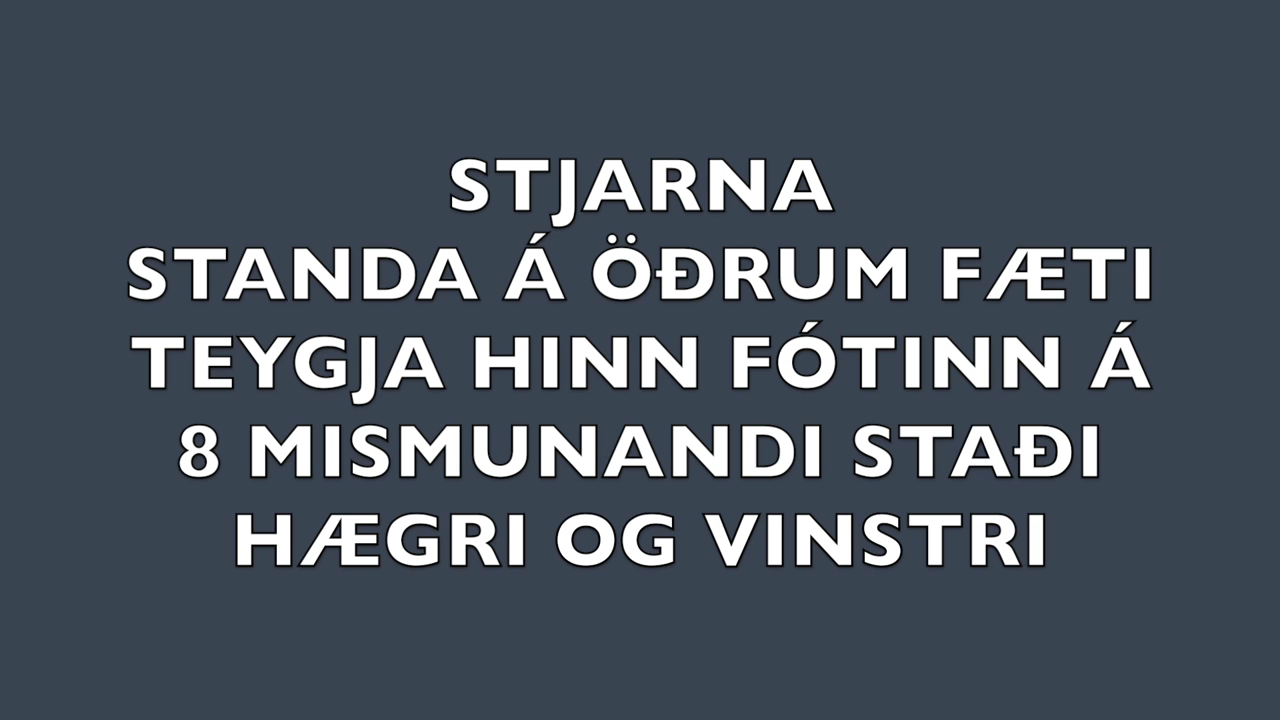 STJARNA
STANDA Á ÖÐRUM FÆTI
TEYGJA HINN FÓTINN Á
8 MISMUNANDI STAÐI
HÆGRI OG VINSTRI